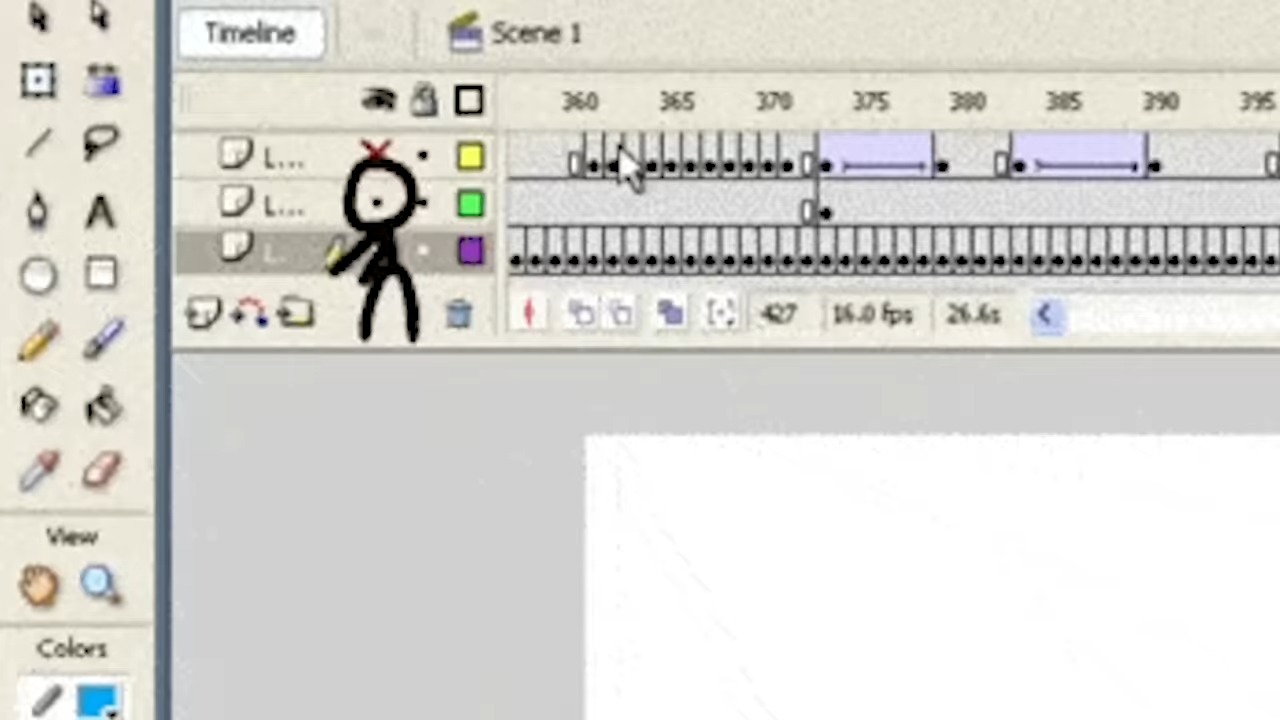 Timeline
Scene 1
360 365 370 375 380 385 390 395
L...
L...
L.
427 16.0 fps 26.6s
A
View
Colors